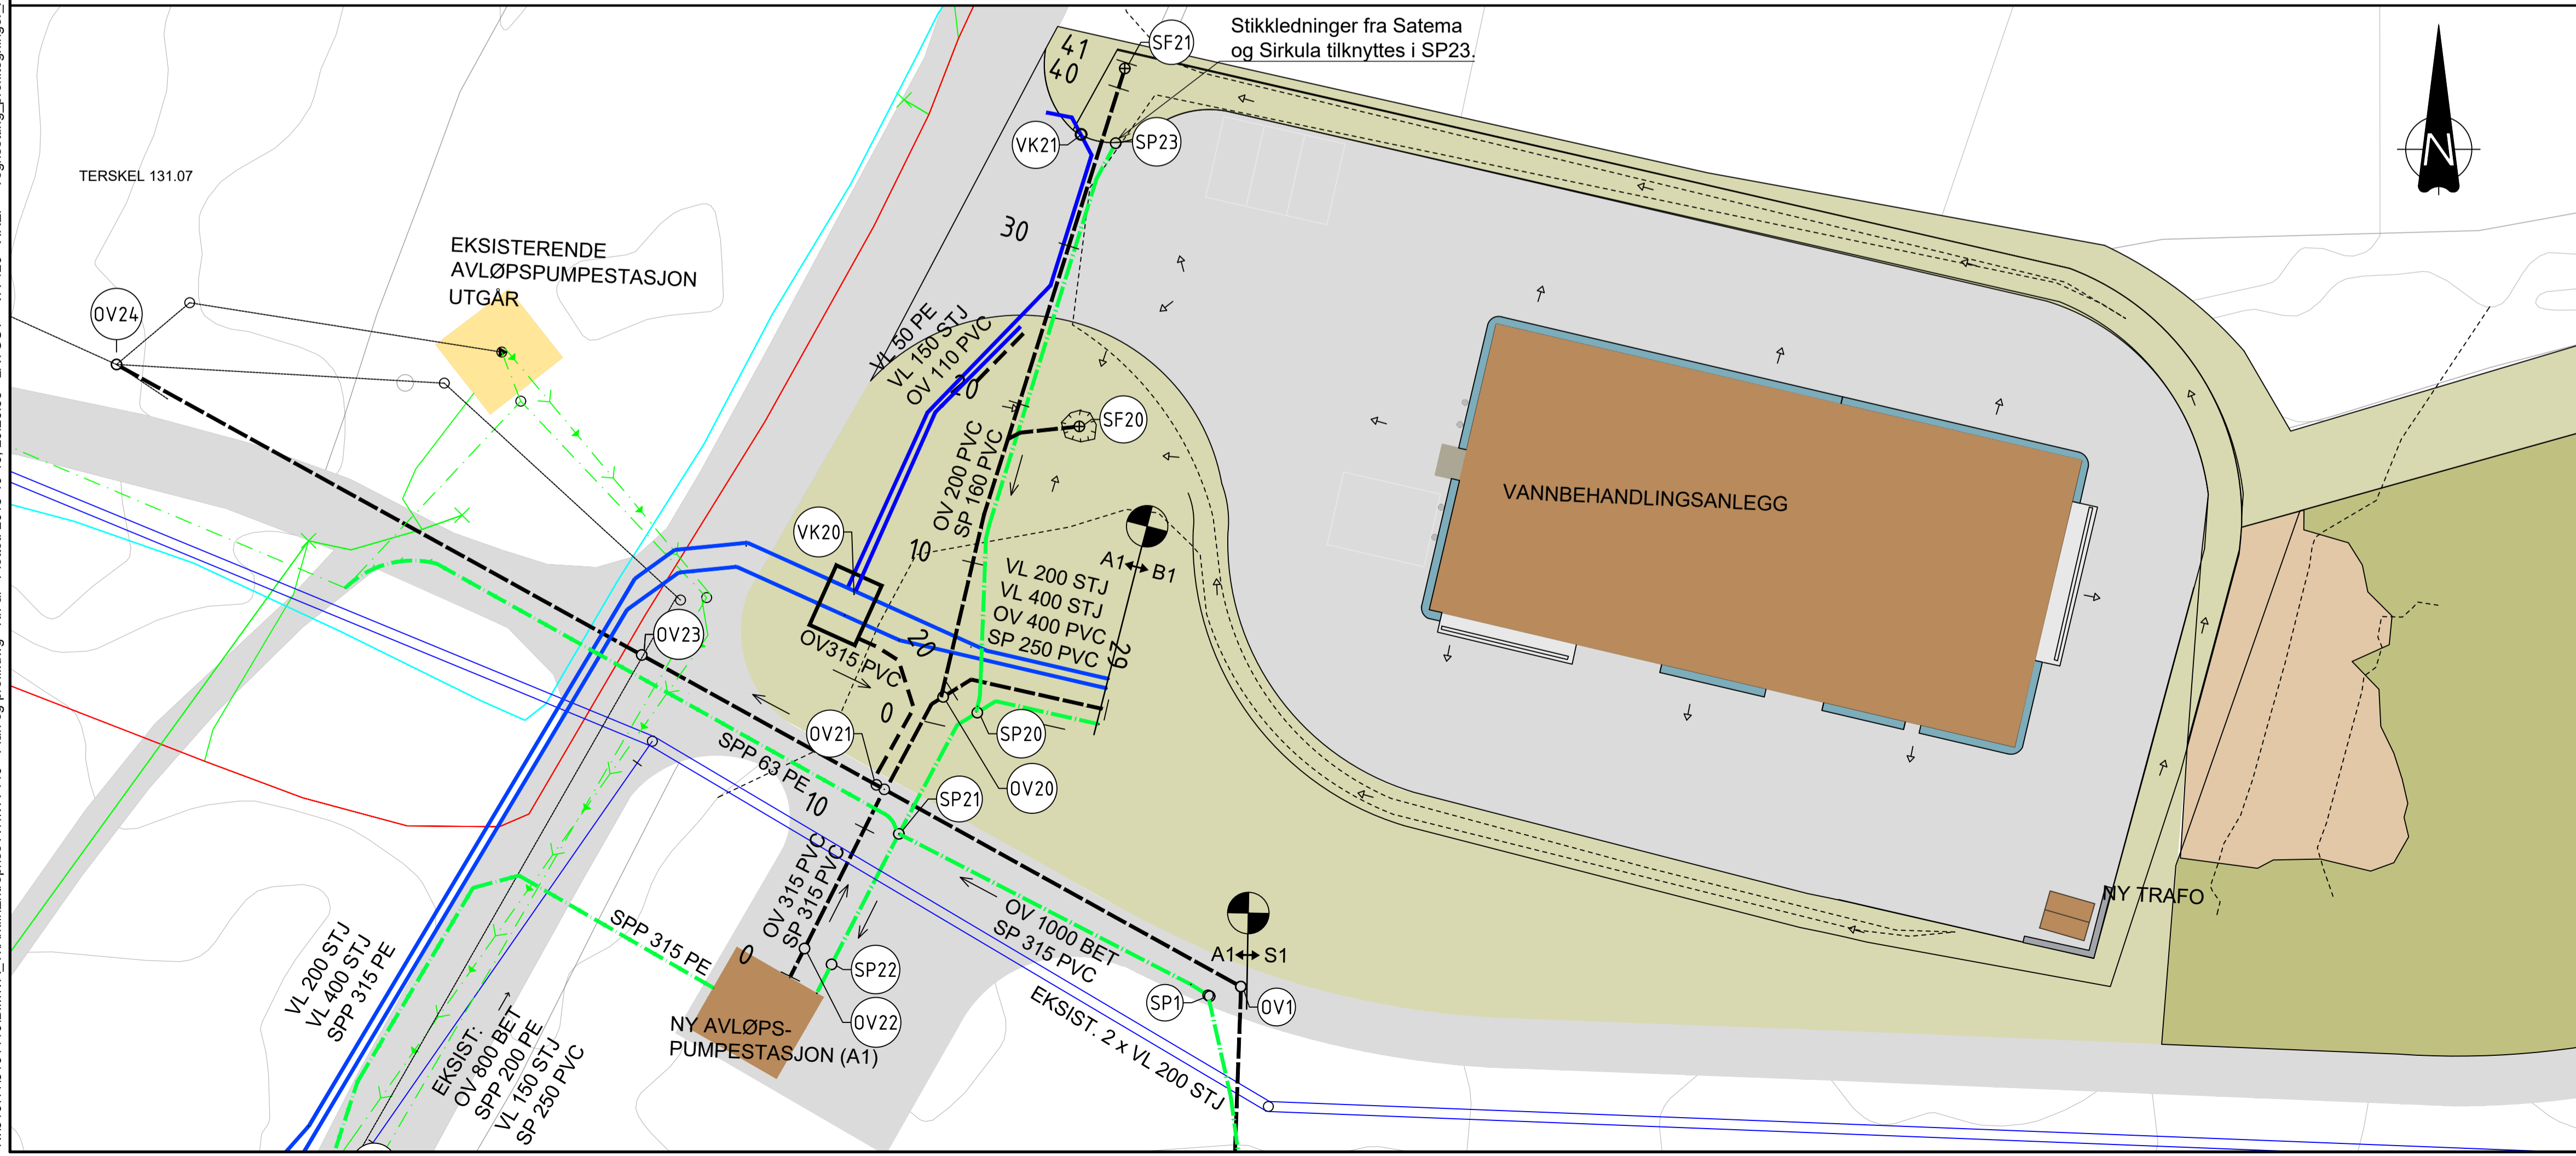 Stikkledninger fra Satema
og Sirkula tilknyttes i SP23.
SF21
41
40
VK21
SP23
N
TERSKEL 131.07
30
EKSISTERENDE
AVLØPSPUMPESTASJON
UTGÅR
OV24
VL 50 PE
VL 150 STJ
OV 110 PVC
20
SF20
OV 200 PVC
SP 160 PVC
VANNBEHANDLINGSANLEGG
VK20
10
A1 B1
VL 200 STJ
VL 400 STJ
OV 400 PVC
SP 250 PVC
29
OV23
OV315 PVC
20
0
OV21
SP20
SPP 63 PE
10
OV20
SP21
OV 315 PVC
SP 315 PVC
NY TRAFO
SPP 315 PE
OV 1000 BET
SP 315 PVC
A1 S1
0
SP22
SP1
OV1
OV22
VL 200 STJ
VL 400 STJ
SPP 315 PE
EKSIST:
OV 800 BET
SPP 200 PE
VL 150 STJ
SP 250 PVC
NY AVLØPS-
PUMPESTASJON (A1)
EKSIST. 2 x VL 200 STJ